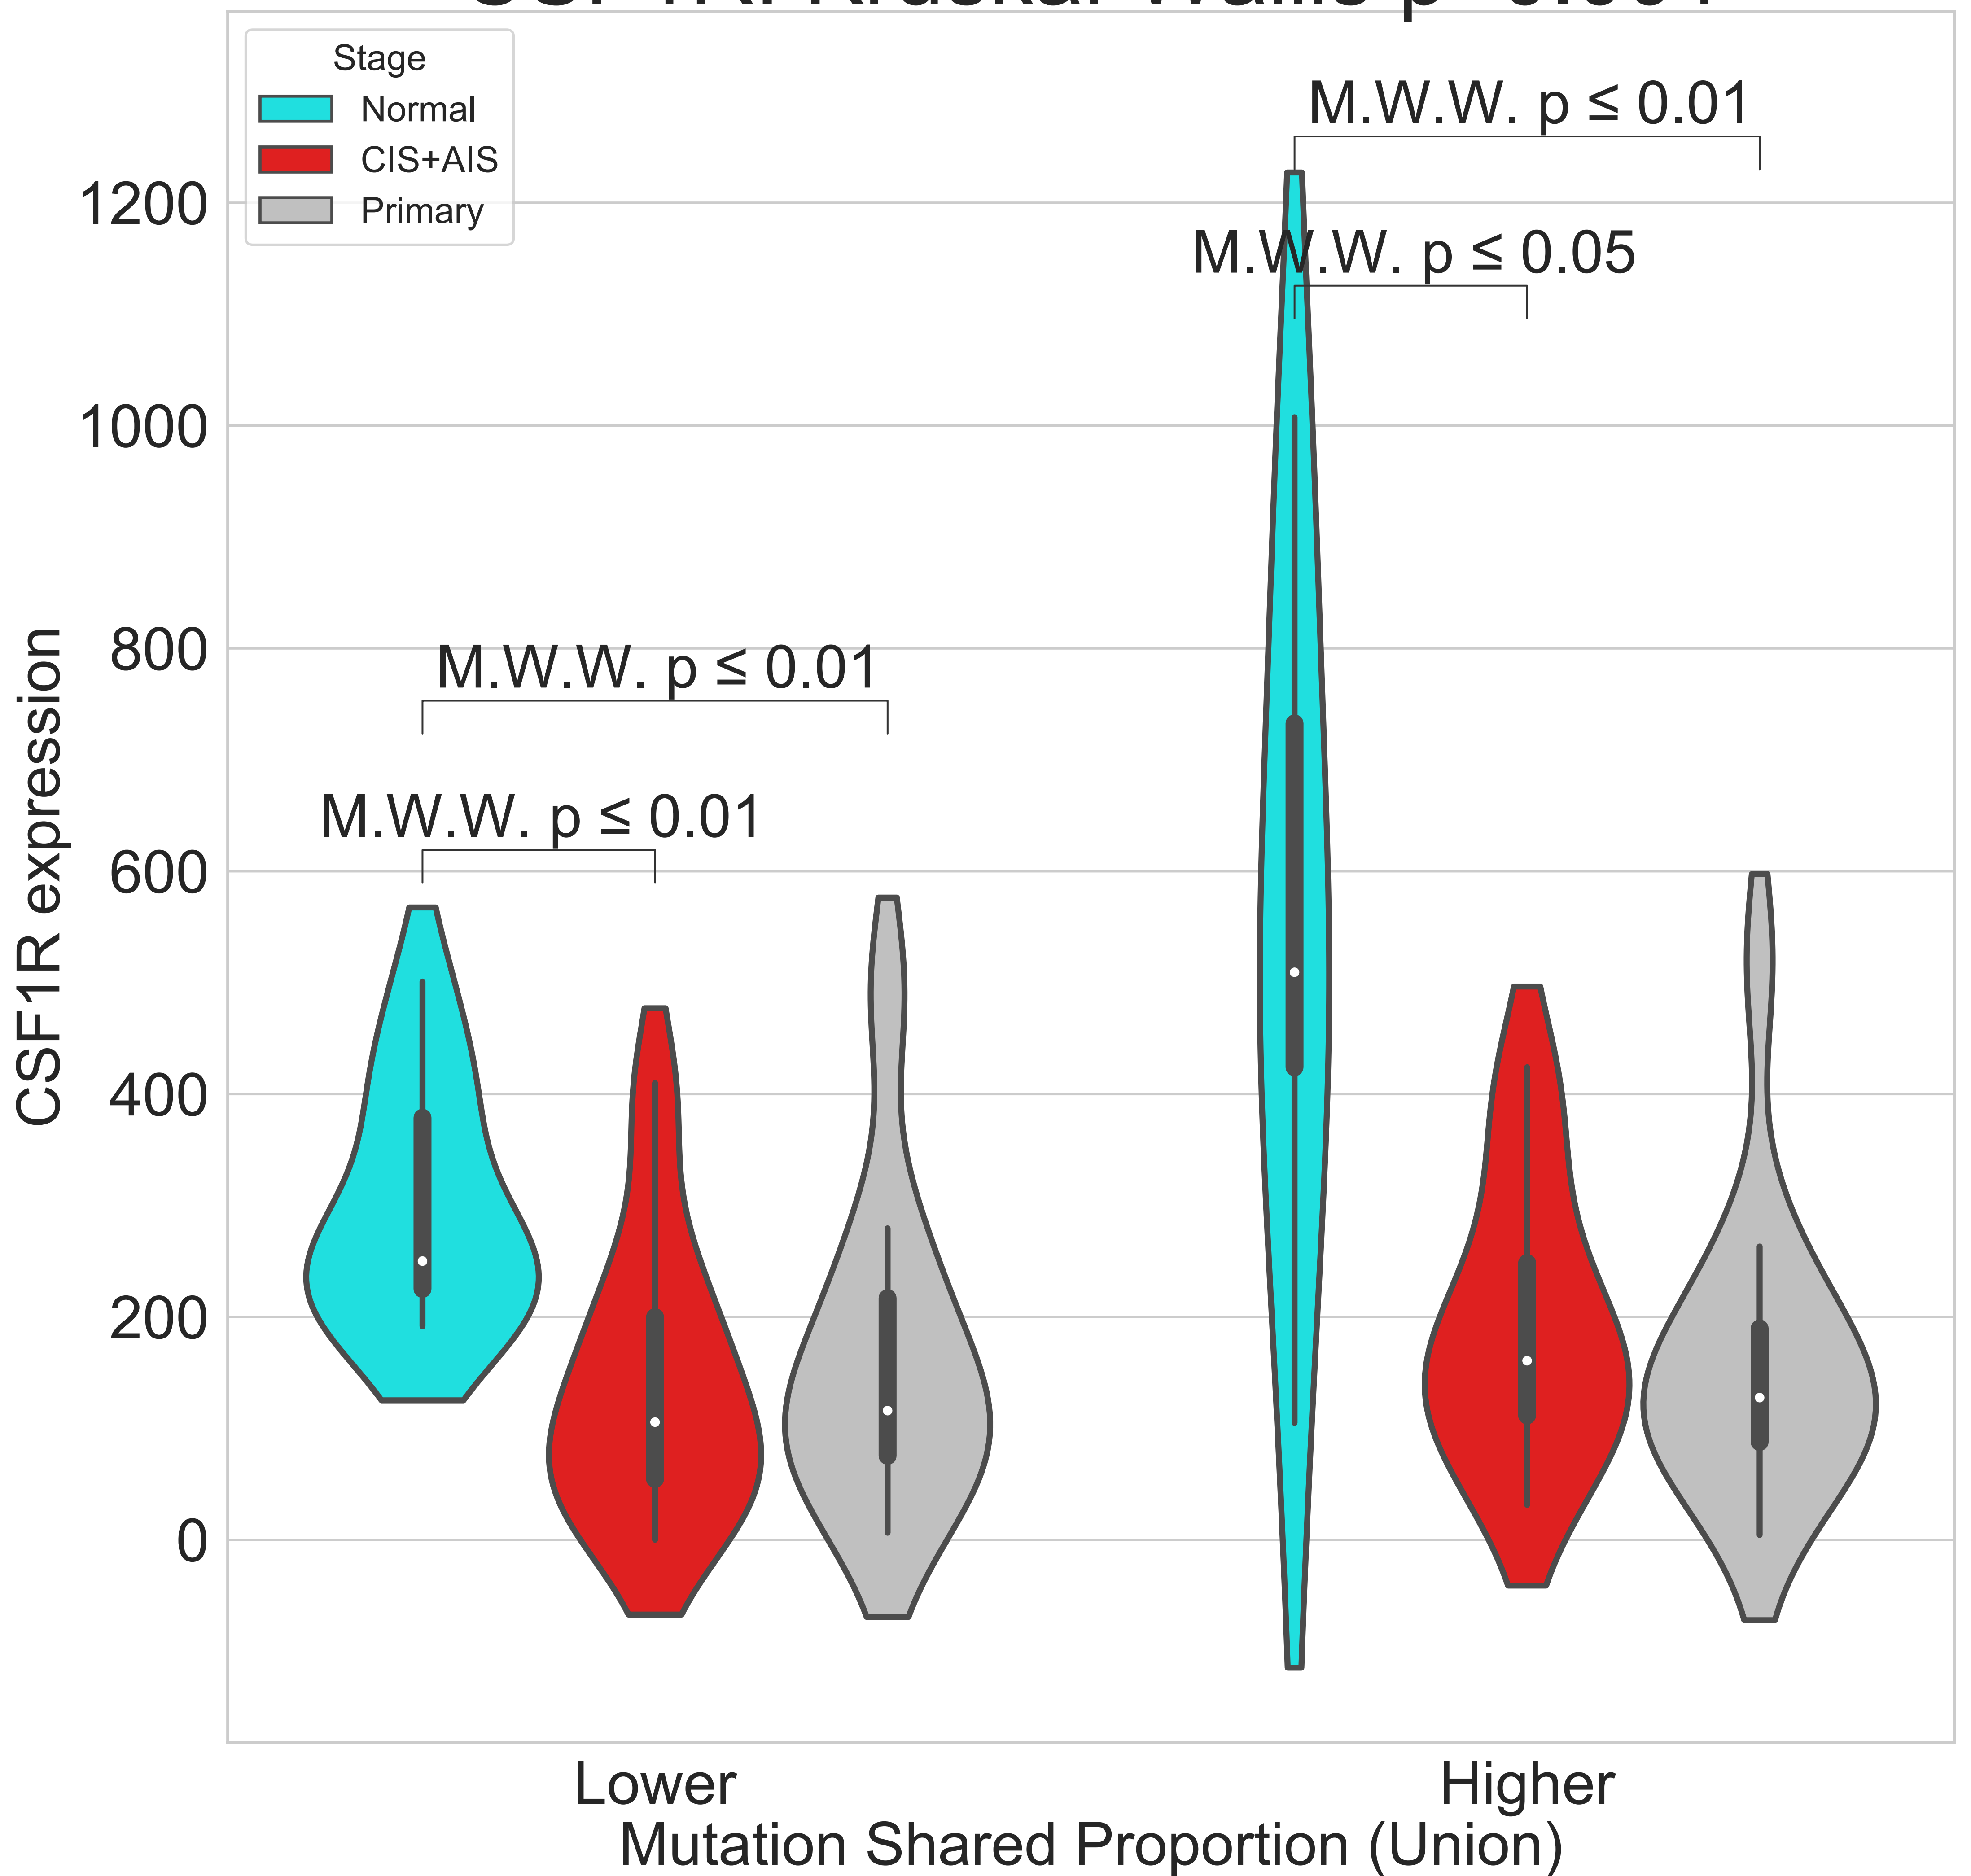 Stage
Normal
CIS+AIS
Primary
M.W.W. p ≤ 0.01
M.W.W. p ≤ 0.05
M.W.W. p ≤ 0.01
M.W.W. p ≤ 0.01
1200
1000
800
600
400
200
0
CSF1R expression
Lower
Higher
Mutation Shared Proportion (Union)